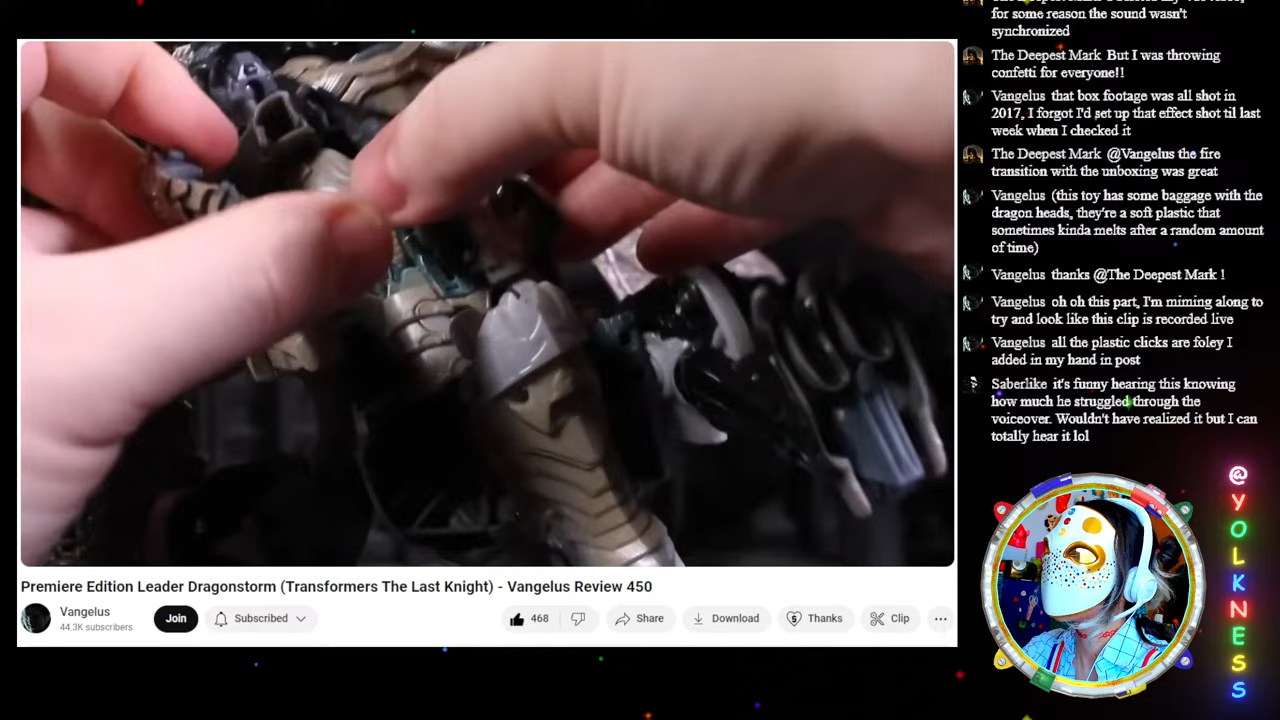 for some reason the sound wasn't
synchronized
The Deepest Mark But I was throwing
confetti for everyone!!
Vangelus that box footage was all shot in
2017, I forgot I'd set up that effect shot til last
week when I checked it
The Deepest Mark @Vangelus the fire
transition with the unboxing was great
Vangelus (this toy has some baggage with the
dragon heads, they're a soft plastic that
sometimes kinda melts after a random amount
of time)
Vangelus thanks @The Deepest Mark !
Vangelus oh oh this part, I'm miming along to
try and look like this clip is recorded live
Vangelus all the plastic clicks are foley I
added in my hand in post
Saberlike it's funny hearing this knowing
how much he struggled through the
voiceover. Wouldn't have realized it but I can
totally hear it lol
@YOLKNESS
Premiere Edition Leader Dragonstorm (Transformers The Last Knight) - Vangelus Review 450
Vangelus
44.3K subscribers
Join
Subscribed
468
Share
Download
Thanks
Clip